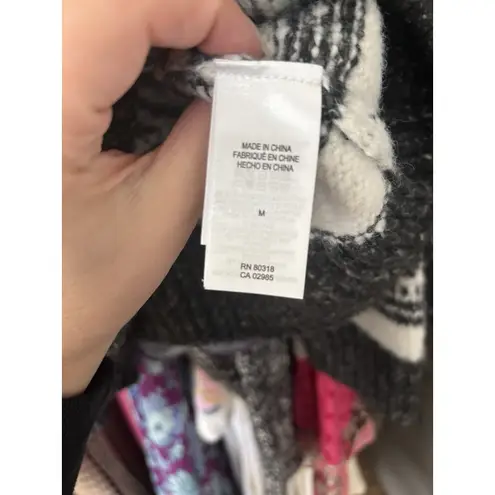 MADE IN CHINA
FABRIQUÉ EN CHINE
HECHO EN CHINA
M
RN 80318
CA 02985